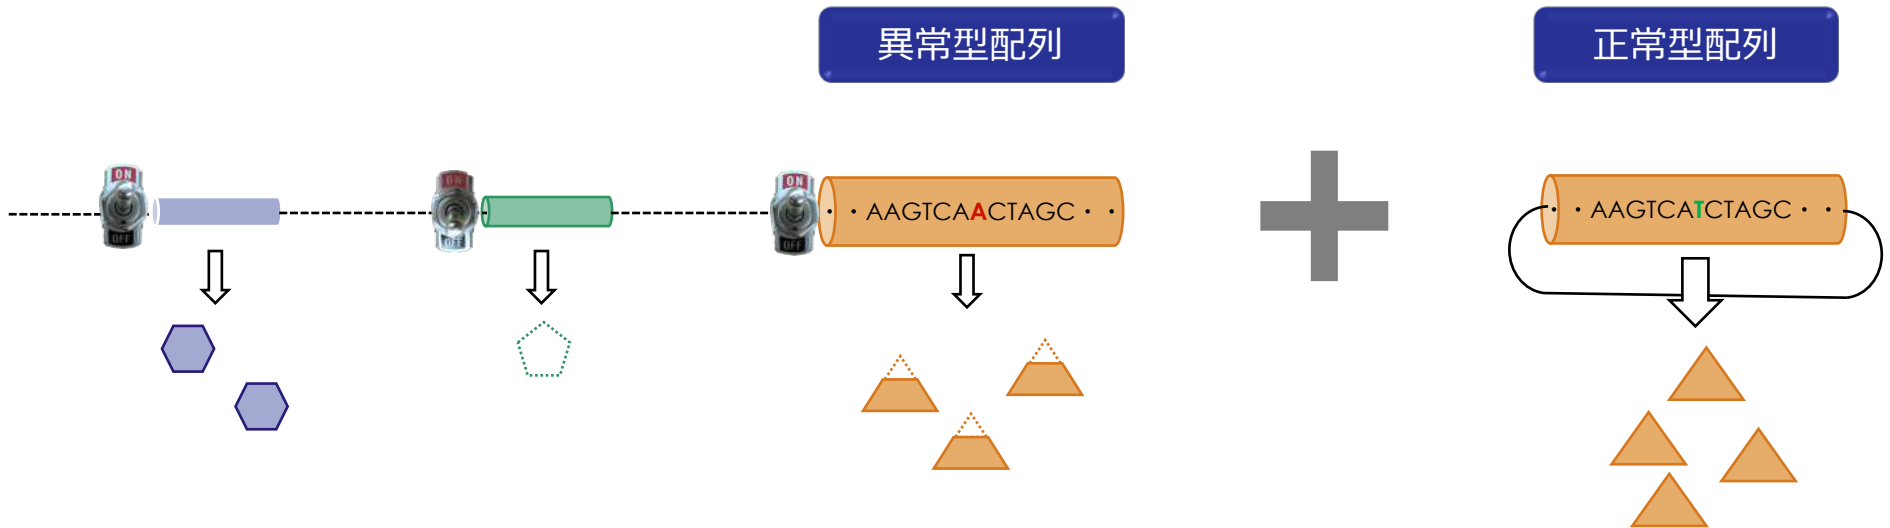 異常型配列
正常型配列
ON
OFF
ON
OFF
ON
OFF
・・AAGTCAACTAGC・・
・・AAGTCATCTAGC・・